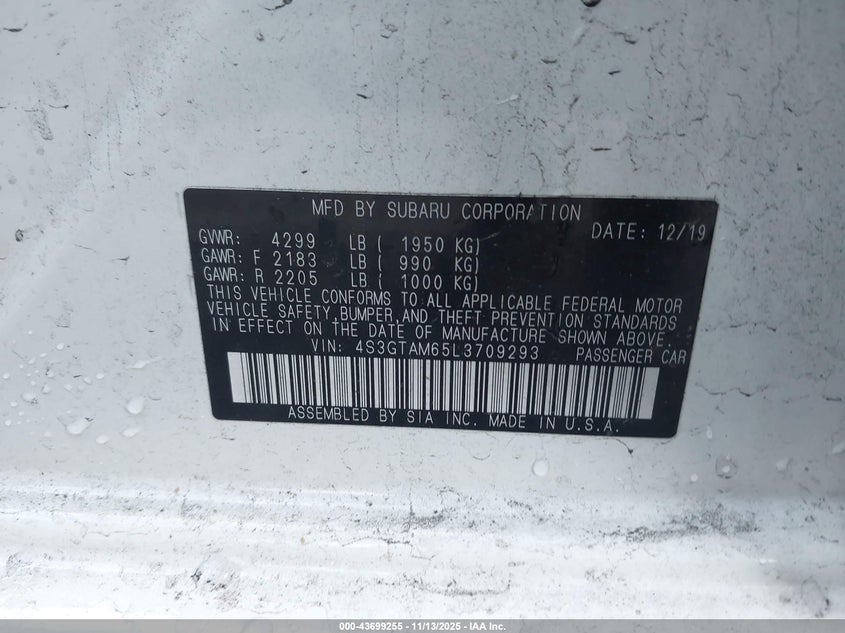 MFD BY SUBARU CORPORATION
DATE: 12/19
GVWR: 4299 LB ( 1950 KG)
GAWR: F 2183 LB ( 990 KG)
GAWR: R 2205 LB ( 1000 KG)
THIS VEHICLE CONFORMS TO ALL APPLICABLE FEDERAL MOTOR
VEHICLE SAFETY, BUMPER, AND THEFT PREVENTION STANDARDS
IN EFFECT ON THE DATE OF MANUFACTURE SHOWN ABOVE.
VIN: 4S3GTAM65L3709293 PASSENGER CAR
ASSEMBLED BY SIA INC. MADE IN U.S.A.
000-43699255 - 11/13/2025 - IAA Inc.